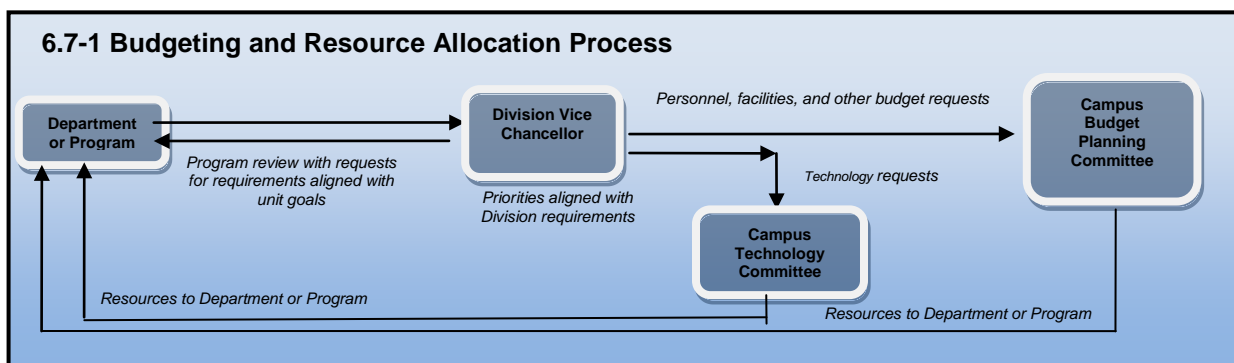 6.7-1 Budgeting and Resource Allocation Process
Department
or Program
Program review with requests
for requirements aligned with
unit goals
Division Vice
Chancellor
Priorities aligned with
Division requirements
Personnel, facilities, and other budget requests
Technology requests
Campus
Technology
Committee
Campus
Budget
Planning
Committee
Resources to Department or Program
Resources to Department or Program